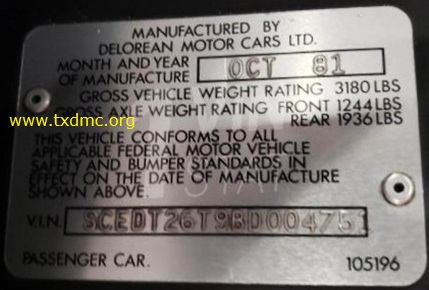 MANUFACTURED BY
DELOREAN MOTOR CARS LTD.
MONTH AND YEAR
OF MANUFACTURE OCT 81
GROSS VEHICLE WEIGHT RATING 3180 LBS
GROSS AXLE WEIGHT RATING FRONT 1244 LBS
REAR 1936 LBS
www.txdmc.org
THIS VEHICLE CONFORMS TO ALL
APPLICABLE FEDERAL MOTOR VEHICLE
SAFETY AND BUMPER STANDARDS IN
EFFECT ON THE DATE OF MANUFACTURE
SHOWN ABOVE.
V.I.N. SCEDT26T9BD004751
PASSENGER CAR. 105196